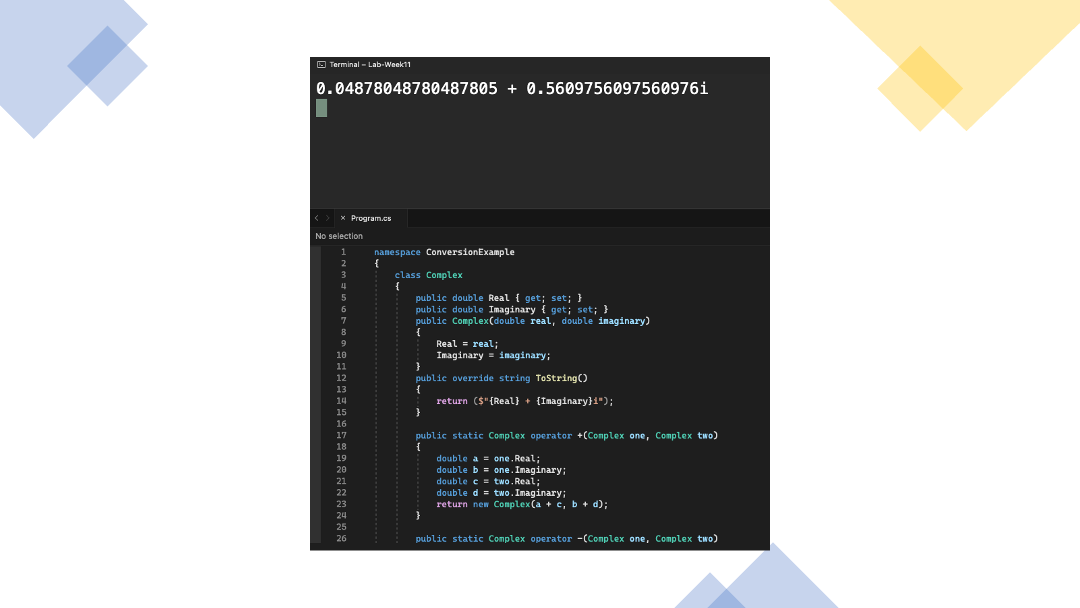 Terminal – Lab-Week11
0.04878048780487805 + 0.5609756097560976i
Program.cs
No selection
1 namespace ConversionExample
2 {
3 class Complex
4 {
5 public double Real { get; set; }
6 public double Imaginary { get; set; }
7 public Complex(double real, double imaginary)
8 {
9 Real = real;
10 Imaginary = imaginary;
11 }
12 public override string ToString()
13 {
14 return ($"{Real} + {Imaginary}i");
15 }
16
17 public static Complex operator +(Complex one, Complex two)
18 {
19 double a = one.Real;
20 double b = one.Imaginary;
21 double c = two.Real;
22 double d = two.Imaginary;
23 return new Complex(a + c, b + d);
24 }
25
26 public static Complex operator -(Complex one, Complex two)